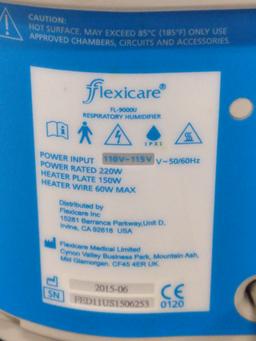 CAUTION:
HOT SURFACE. MAY EXCEED 85°C (185°F) DURING USE
APPROVED CHAMBERS, CIRCUITS AND ACCESSORIES.
flexicare®
FL-9000U
RESPIRATORY HUMIDIFIER
IPX1
POWER INPUT 110V~115V V~50/60Hz
POWER RATED 220W
HEATER PLATE 150W
HEATER WIRE 60W MAX
Distributed by
Flexicare Inc
15281 Barranca Parkway,Unit D,
Irvine, CA 92618 USA
Flexicare Medical Limited
Cynon Valley Business Park, Mountain Ash,
Mid Glamorgan. CF45 4ER UK.
2015-06
SN FED11US1506253
CE 0120